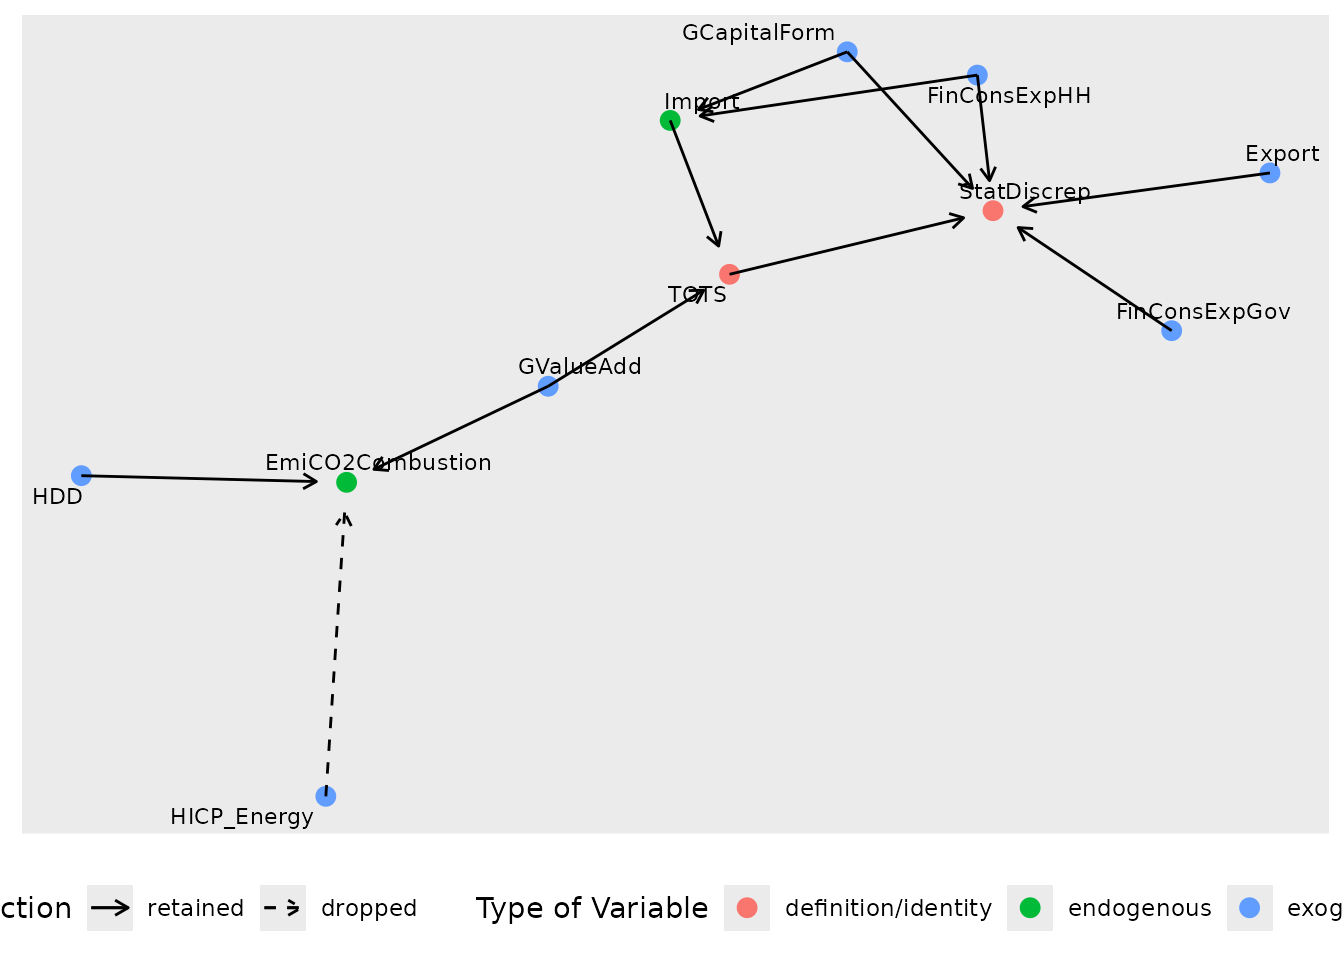 GCapitalForm
FinConsExpHH
Import
Export
StatDiscrep
TOTS
FinConsExpGov
GValueAdd
EmiCO2Combustion
HDD
HICP_Energy
ction retained dropped Type of Variable definition/identity endogenous exog